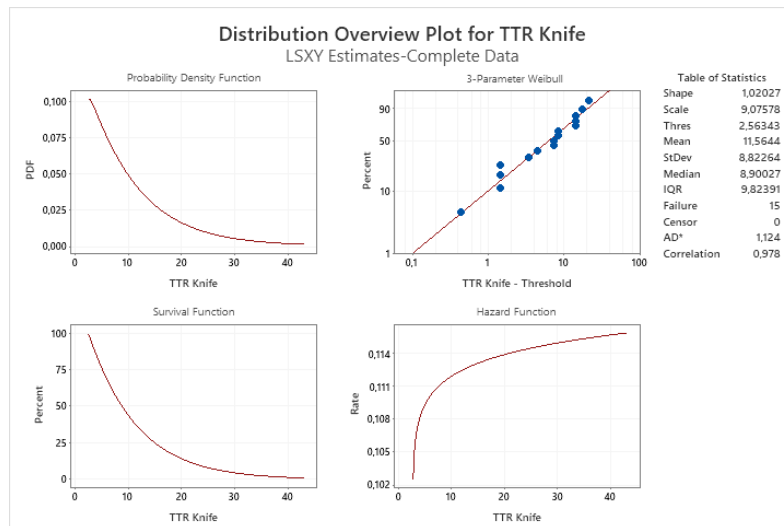 Distribution Overview Plot for TTR Knife
LSXY Estimates-Complete Data
Probability Density Function
0,100
0,075
0,050
0,025
0,000
PDF
0 10 20 30 40
TTR Knife
3-Parameter Weibull
90
50
10
1
Percent
0,1 1 10 100
TTR Knife - Threshold
Table of Statistics
Shape 1,02027
Scale 9,07578
Thres 2,56343
Mean 11,5644
StDev 8,82264
Median 8,90027
IQR 9,82391
Failure 15
Censor 0
AD* 1,124
Correlation 0,978
Survival Function
100
75
50
25
0
Percent
0 10 20 30 40
TTR Knife
Hazard Function
0,114
0,111
0,108
0,105
0,102
Rate
0 10 20 30 40
TTR Knife